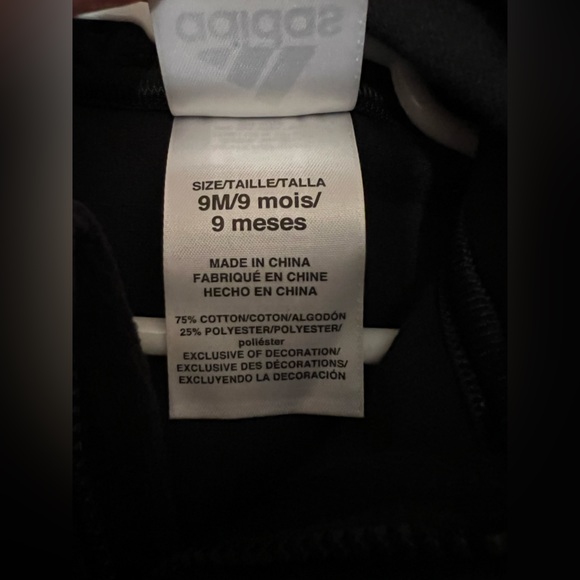 adidas
SIZE/TAILLE/TALLA
9M/9 mois/
9 meses
MADE IN CHINA
FABRIQUÉ EN CHINE
HECHO EN CHINA
75% COTTON/COTON/ALGODÓN
25% POLYESTER/POLYESTER/
poliéster
EXCLUSIVE OF DECORATION/
EXCLUSIVE DES DÉCORATIONS/
EXCLUYENDO LA DECORACIÓN